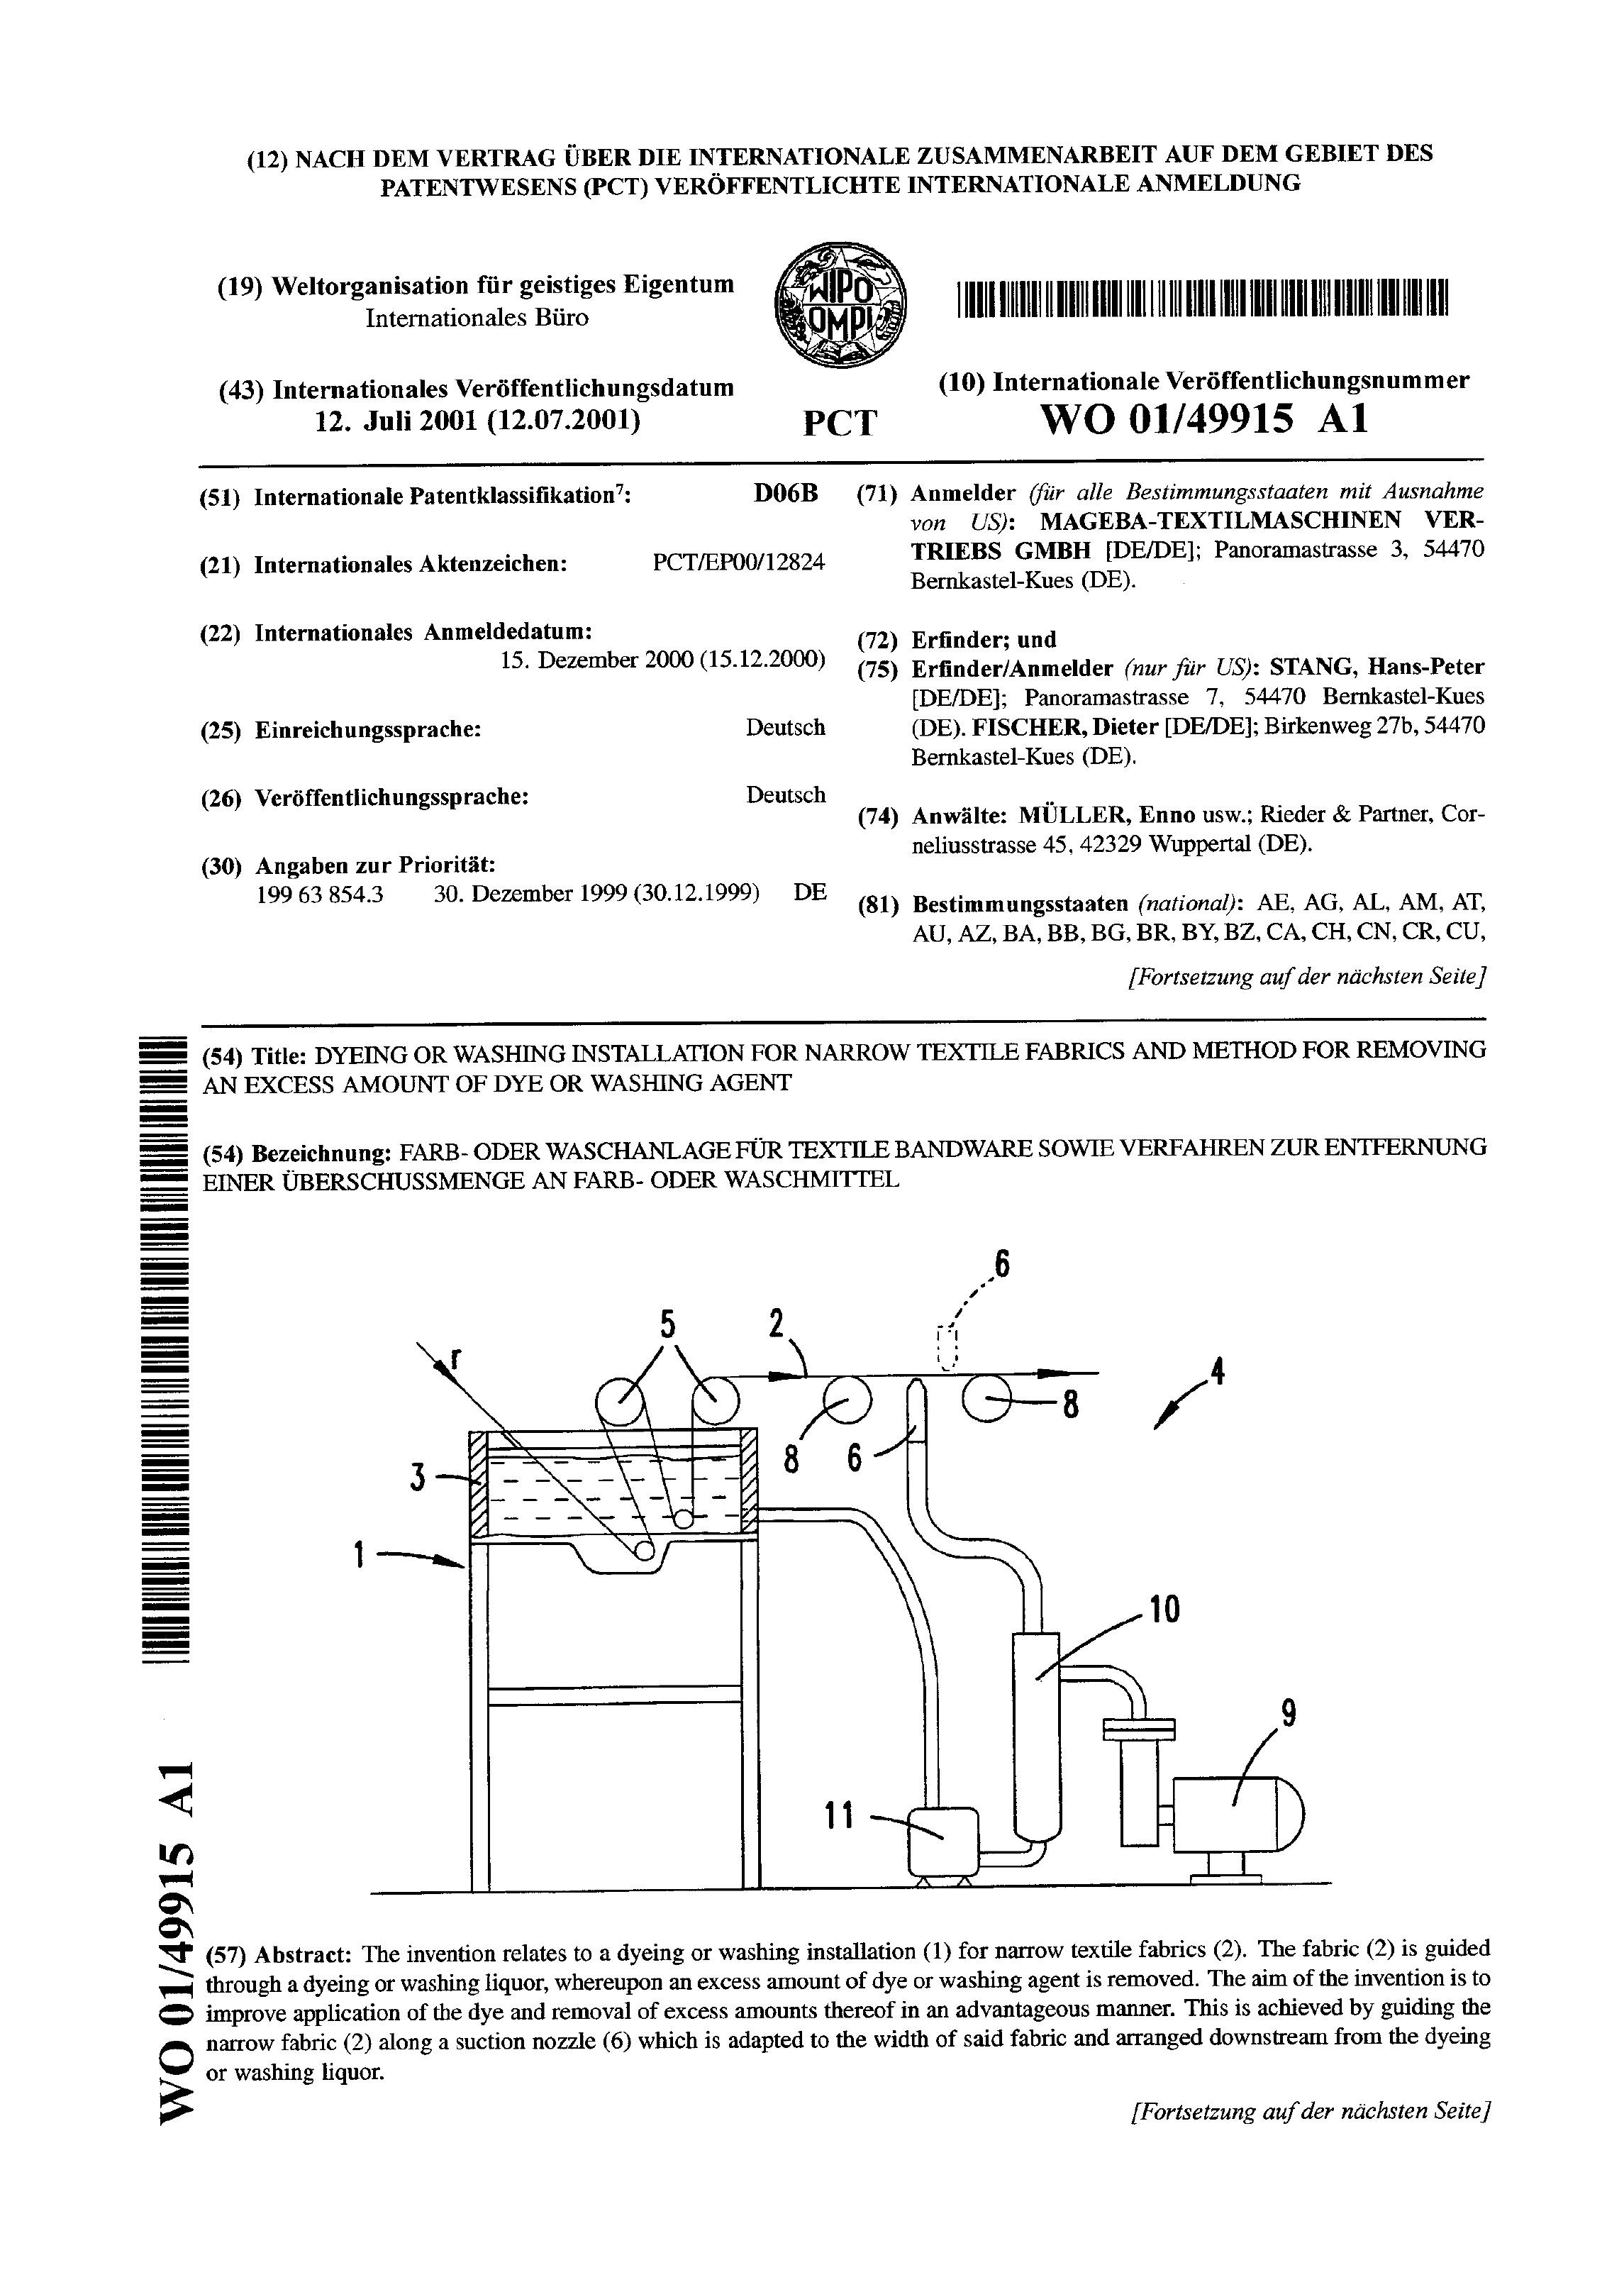 (12) NACH DEM VERTRAG ÜBER DIE INTERNATIONALE ZUSAMMENARBEIT AUF DEM GEBIET DES
PATENTWESENS (PCT) VERÖFFENTLICHTE INTERNATIONALE ANMELDUNG
(19) Weltorganisation für geistiges Eigentum
Internationales Büro
WIPO
OMPI
(43) Internationales Veröffentlichungsdatum
12. Juli 2001 (12.07.2001)
PCT
(10) Internationale Veröffentlichungsnummer
WO 01/49915 A1
(51) Internationale Patentklassifikation7: D06B
(21) Internationales Aktenzeichen: PCT/EP00/12824
(22) Internationales Anmeldedatum:
15. Dezember 2000 (15.12.2000)
(25) Einreichungssprache: Deutsch
(26) Veröffentlichungssprache: Deutsch
(30) Angaben zur Priorität:
199 63 854.3 30. Dezember 1999 (30.12.1999) DE
(71) Anmelder (für alle Bestimmungsstaaten mit Ausnahme
von US): MAGEBA-TEXTILMASCHINEN VER-
TRIEBS GMBH [DE/DE]; Panoramastrasse 3, 54470
Bernkastel-Kues (DE).
(72) Erfinder; und
(75) Erfinder/Anmelder (nur für US): STANG, Hans-Peter
[DE/DE]; Panoramastrasse 7, 54470 Bernkastel-Kues
(DE). FISCHER, Dieter [DE/DE]; Birkenweg 27b, 54470
Bernkastel-Kues (DE).
(74) Anwälte: MÜLLER, Enno usw.; Rieder & Partner, Cor-
neliusstrasse 45, 42329 Wuppertal (DE).
(81) Bestimmungsstaaten (national): AE, AG, AL, AM, AT,
AU, AZ, BA, BB, BG, BR, BY, BZ, CA, CH, CN, CR, CU,
[Fortsetzung auf der nächsten Seite]
(54) Title: DYEING OR WASHING INSTALLATION FOR NARROW TEXTILE FABRICS AND METHOD FOR REMOVING
AN EXCESS AMOUNT OF DYE OR WASHING AGENT
(54) Bezeichnung: FARB- ODER WASCHANLAGE FÜR TEXTILE BANDWARE SOWIE VERFAHREN ZUR ENTFERNUNG
EINER ÜBERSCHUSSMENGE AN FARB- ODER WASCHMITTEL
6
5
2
r
4
8
8
6
3
1
10
9
11
(57) Abstract: The invention relates to a dyeing or washing installation (1) for narrow textile fabrics (2). The fabric (2) is guided
through a dyeing or washing liquor, whereupon an excess amount of dye or washing agent is removed. The aim of the invention is to
improve application of the dye and removal of excess amounts thereof in an advantageous manner. This is achieved by guiding the
narrow fabric (2) along a suction nozzle (6) which is adapted to the width of said fabric and arranged downstream from the dyeing
or washing liquor.
[Fortsetzung auf der nächsten Seite]
WO 01/49915 A1